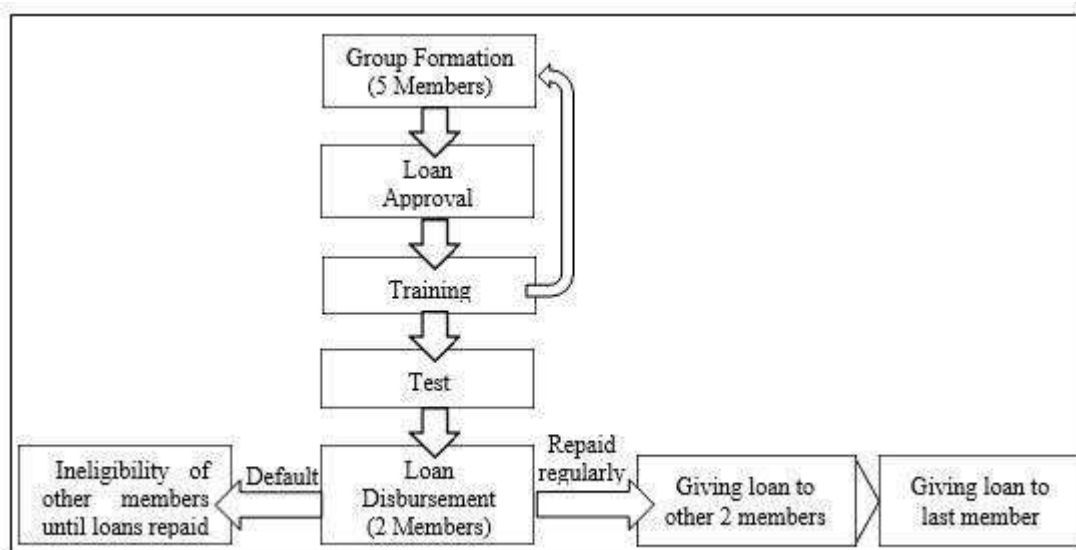 Group Formation
(5 Members)
Loan
Approval
Training
Test
Loan
Disbursement
(2 Members)
Default
Ineligibility of
other members
until loans repaid
Repaid
regularly
Giving loan to
other 2 members
Giving loan to
last member